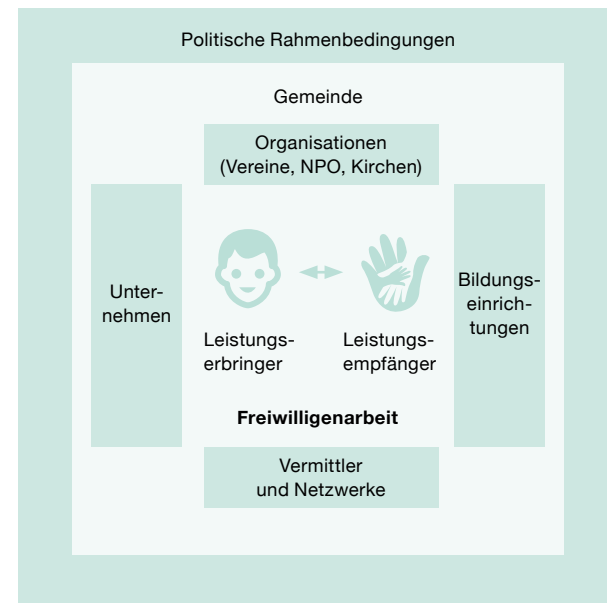 Politische Rahmenbedingungen
Gemeinde
Organisationen
(Vereine, NPO, Kirchen)
Unter-
nehmen
Leistungs-
erbringer
Leistungs-
empfänger
Bildungs-
einrich-
tungen
Freiwilligenarbeit
Vermittler
und Netzwerke